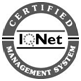 CERTIFIED
IQNet
MANAGEMENT SYSTEM